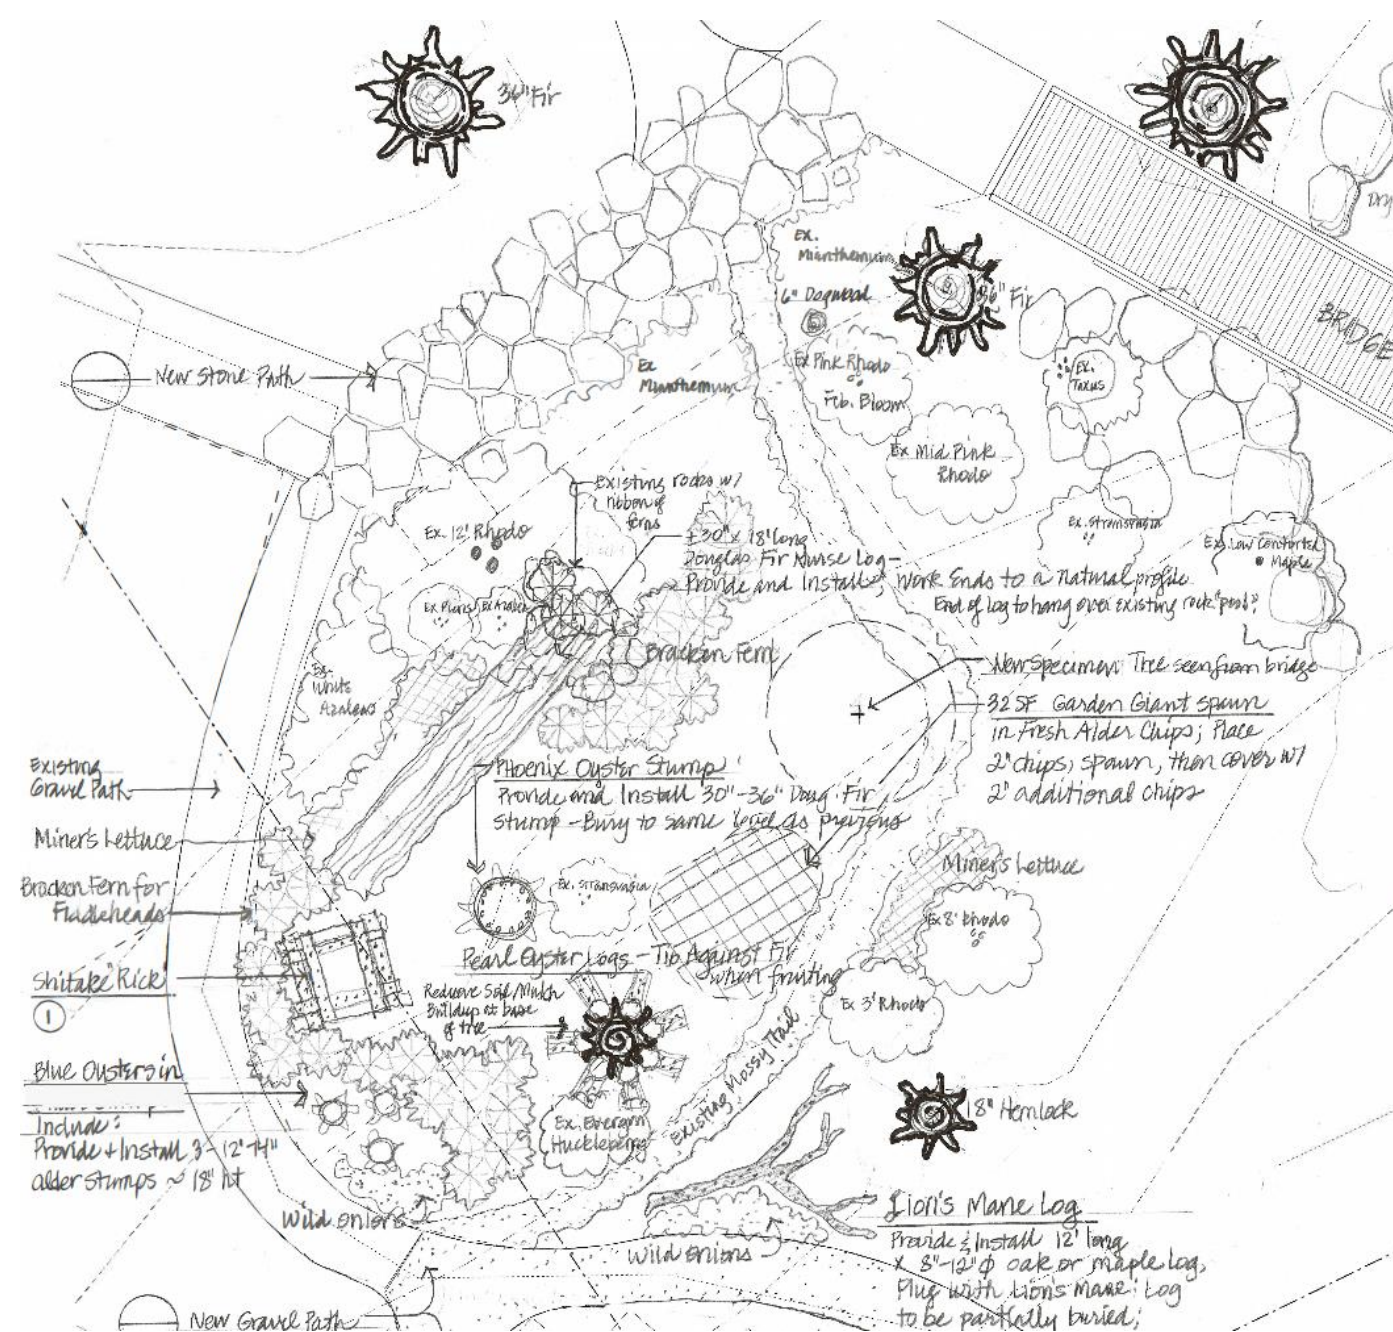 36" Fir
Ex.
Mianthemum
6" Dogwood
36" Fir
BRIDGE
New Stone Path
Ex
Mianthemum
Ex Pink Rhodo
Feb. Bloom
Ex.
Taxus
Ex Mid Pink
Rhodo
Existing rocks w/
ribbon of
ferns
Ex. 12' Rhodo
±30" x 18' long
Douglas Fir Nurse Log -
Provide and Install; Work Ends to a natural profile
End of log to hang over existing rock "post".
Ex. Stransvasia
Ex. Low Contorted
Maple
Ex Pieris
Ex Azalea
Bracken Fern
Ex.
White
Azaleas
New Specimen Tree seen from bridge
32 SF Garden Giant Spawn
in Fresh Alder Chips; Place
2" chips, spawn, then cover w/
2" additional chips
Existing
Gravel Path
Phoenix Oyster Stump
Provide and Install 30"-36" Doug. Fir
Stump - Bury to same level as previous
Miner's Lettuce
Miner's Lettuce
Bracken Fern for
Fiddleheads
Ex. Stransvasia
Ex 8' Rhodo
Shitake Rick
1
Pearl Oyster Logs - Tip Against Fir
when fruiting
Remove Soil/Mulch
Buildup at base
of tree
Ex 3' Rhodo
Existing Mossy Trail
Blue Oysters in
Include:
Provide + Install 3 - 12"-14"
alder stumps ~ 18" ht
Ex. Evergrn
Huckleberry
18" Hemlock
Wild onions
Wild onions
Lion's Mane Log
Provide & Install 12' long
x 8"-12" ϕ oak or maple log,
Plug with Lion's Mane; Log
to be partially buried;
New Gravel Path